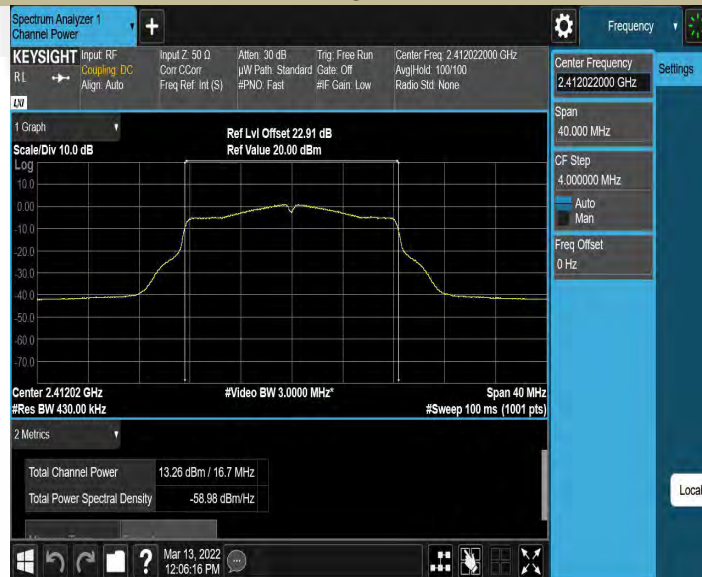 Spectrum Analyzer 1
Channel Power
+
Frequency
KEYSIGHT
RL
LXI
Input: RF
Coupling: DC
Align: Auto
Input Z: 50 Ω
Corr CCorr
Freq Ref: Int (S)
Atten: 30 dB
µW Path: Standard
#PNO: Fast
Trig: Free Run
Gate: Off
#IF Gain: Low
Center Freq: 2.412022000 GHz
Avg|Hold: 100/100
Radio Std: None
Center Frequency
2.412022000 GHz
Settings
Span
40.000 MHz
CF Step
4.000000 MHz
Auto
Man
Freq Offset
0 Hz
1 Graph
Scale/Div 10.0 dB
Ref Lvl Offset 22.91 dB
Ref Value 20.00 dBm
Log
10.0
0.00
-10.0
-20.0
-30.0
-40.0
-50.0
-60.0
-70.0
Center 2.41202 GHz
#Res BW 430.00 kHz
#Video BW 3.0000 MHz*
Span 40 MHz
#Sweep 100 ms (1001 pts)
2 Metrics
Total Channel Power 13.26 dBm / 16.7 MHz
Total Power Spectral Density -58.98 dBm/Hz
Local
?
Mar 13, 2022
12:06:16 PM